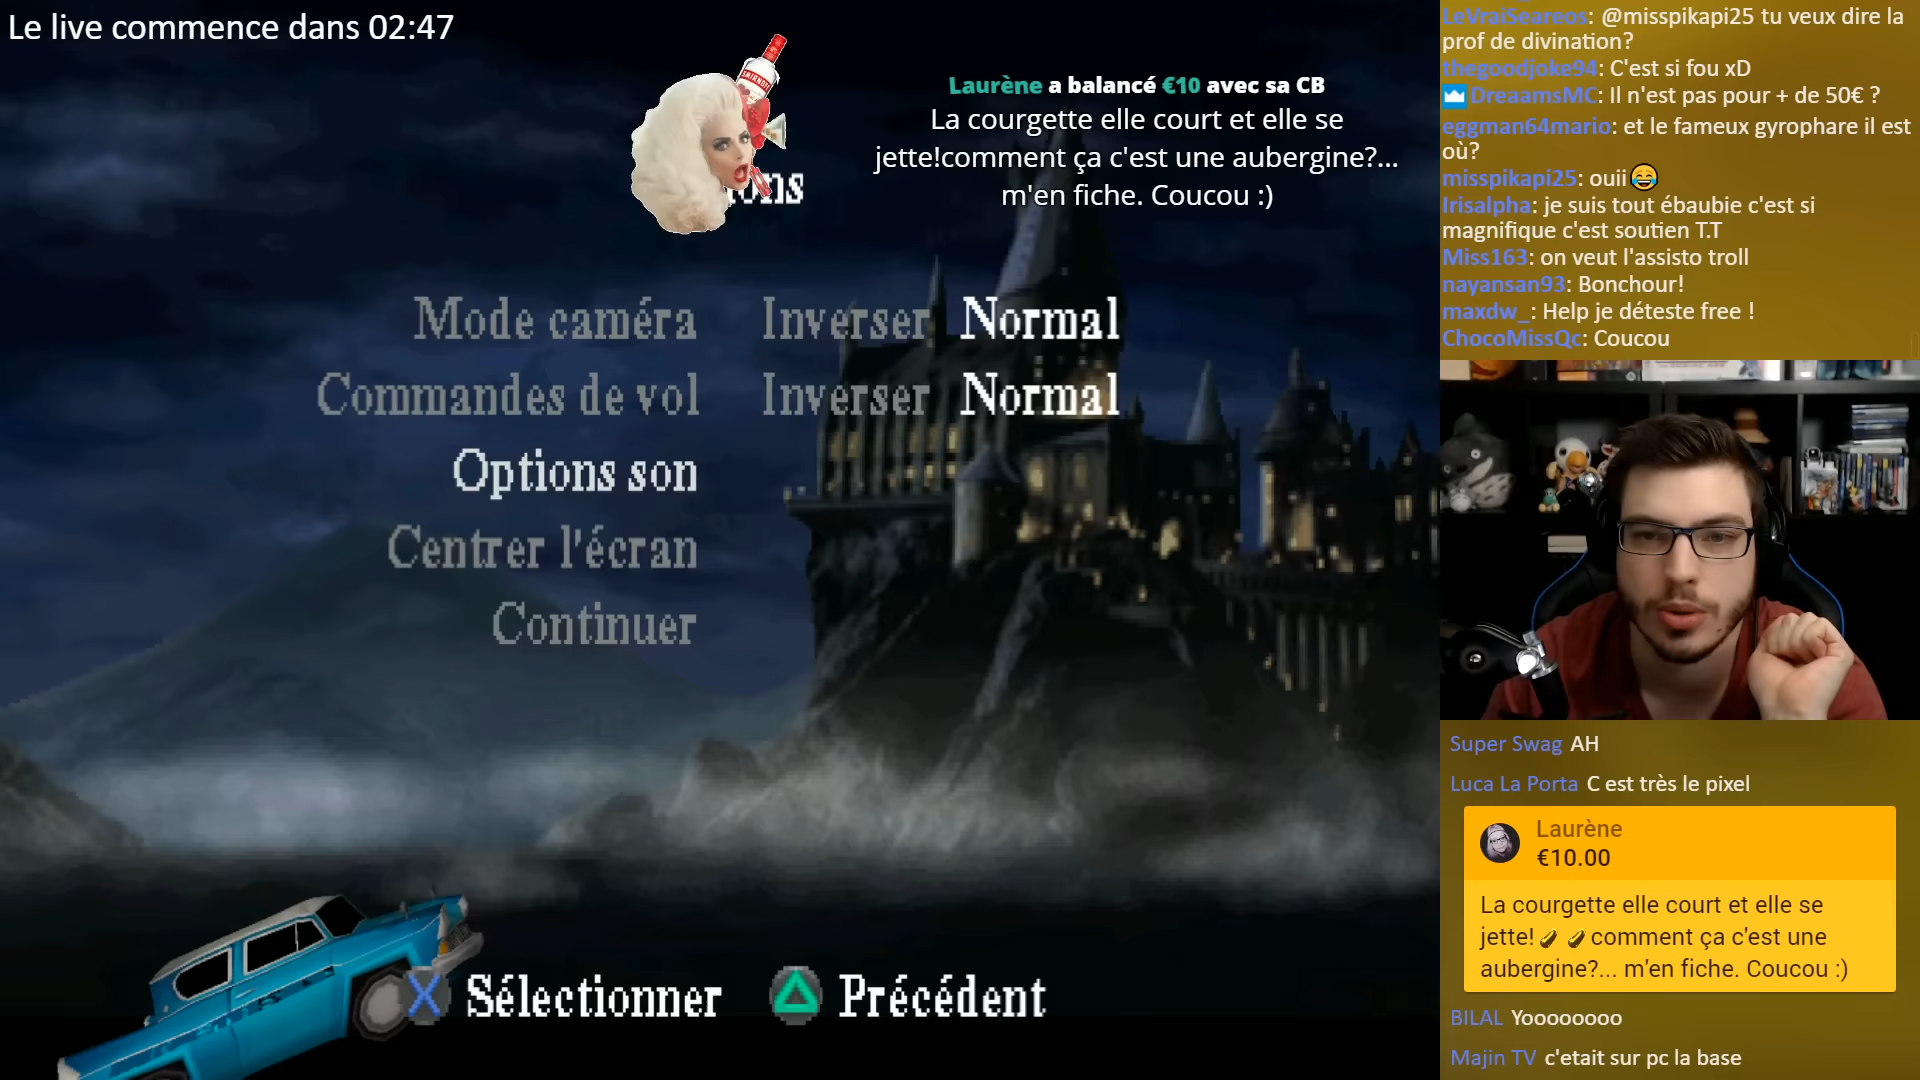 Le live commence dans 02:47
SMIRNOFF
Laurène a balancé €10 avec sa CB
La courgette elle court et elle se
jette!comment ça c'est une aubergine?...
m'en fiche. Coucou :)
Mode caméra Inverser Normal
Commandes de vol Inverser Normal
Options son
Centrer l'écran
Continuer
X Sélectionner Précédent
LeVraiSeareos: @misspikapi25 tu veux dire la
prof de divination?
thegoodjoke94: C'est si fou xD
DreaamsMC: Il n'est pas pour + de 50€ ?
eggman64mario: et le fameux gyrophare il est
où?
misspikapi25: ouii😂
Irisalpha: je suis tout ébaubie c'est si
magnifique c'est soutien T.T
Miss163: on veut l'assisto troll
nayansan93: Bonchour!
maxdw_: Help je déteste free !
ChocoMissQc: Coucou
Super Swag AH
Luca La Porta C est très le pixel
Laurène
€10.00
La courgette elle court et elle se
jette! comment ça c'est une
aubergine?... m'en fiche. Coucou :)
BILAL Yoooooooo
Majin TV c'etait sur pc la base